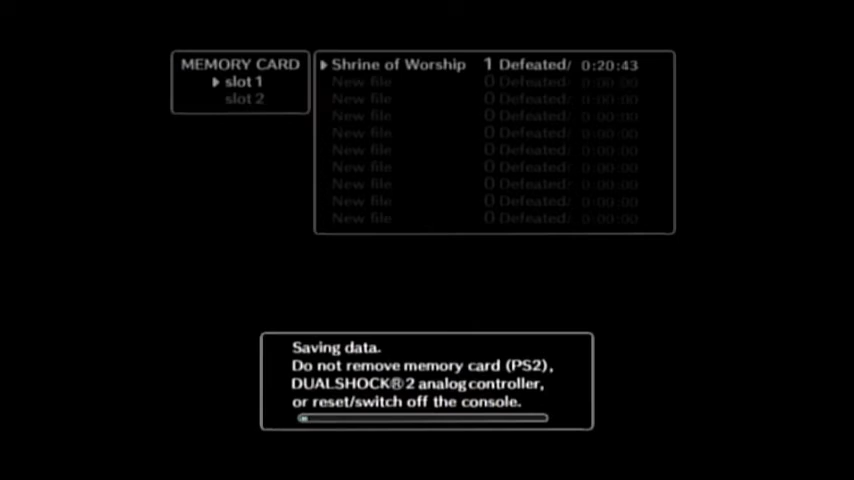 MEMORY CARD
slot 1
slot 2
Shrine of Worship 1 Defeated/ 0:20:43
New file 0 Defeated/ 0:00:00
New file 0 Defeated/ 0:00:00
New file 0 Defeated/ 0:00:00
New file 0 Defeated/ 0:00:00
New file 0 Defeated/ 0:00:00
New file 0 Defeated/ 0:00:00
New file 0 Defeated/ 0:00:00
New file 0 Defeated/ 0:00:00
New file 0 Defeated/ 0:00:00
Saving data.
Do not remove memory card (PS2),
DUALSHOCK®2 analog controller,
or reset/switch off the console.